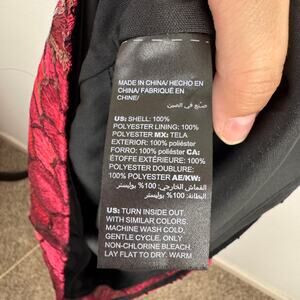 MADE IN CHINA/ HECHO EN
CHINA/ FABRIQUÉ EN
CHINE/ صنع في الصين
US: SHELL: 100%
POLYESTER LINING: 100%
POLYESTER MX: TELA
EXTERIOR: 100% poliéster
FORRO: 100% poliéster CA:
ÉTOFFE EXTÉRIEURE: 100%
POLYESTER DOUBLURE:
100% POLYESTER AE/KW:
القماش الخارجي: 100% بوليستر
البطانة: 100% بوليستر
US: TURN INSIDE OUT.
WITH SIMILAR COLORS.
MACHINE WASH COLD,
GENTLE CYCLE. ONLY
NON-CHLORINE BLEACH.
LAY FLAT TO DRY. WARM